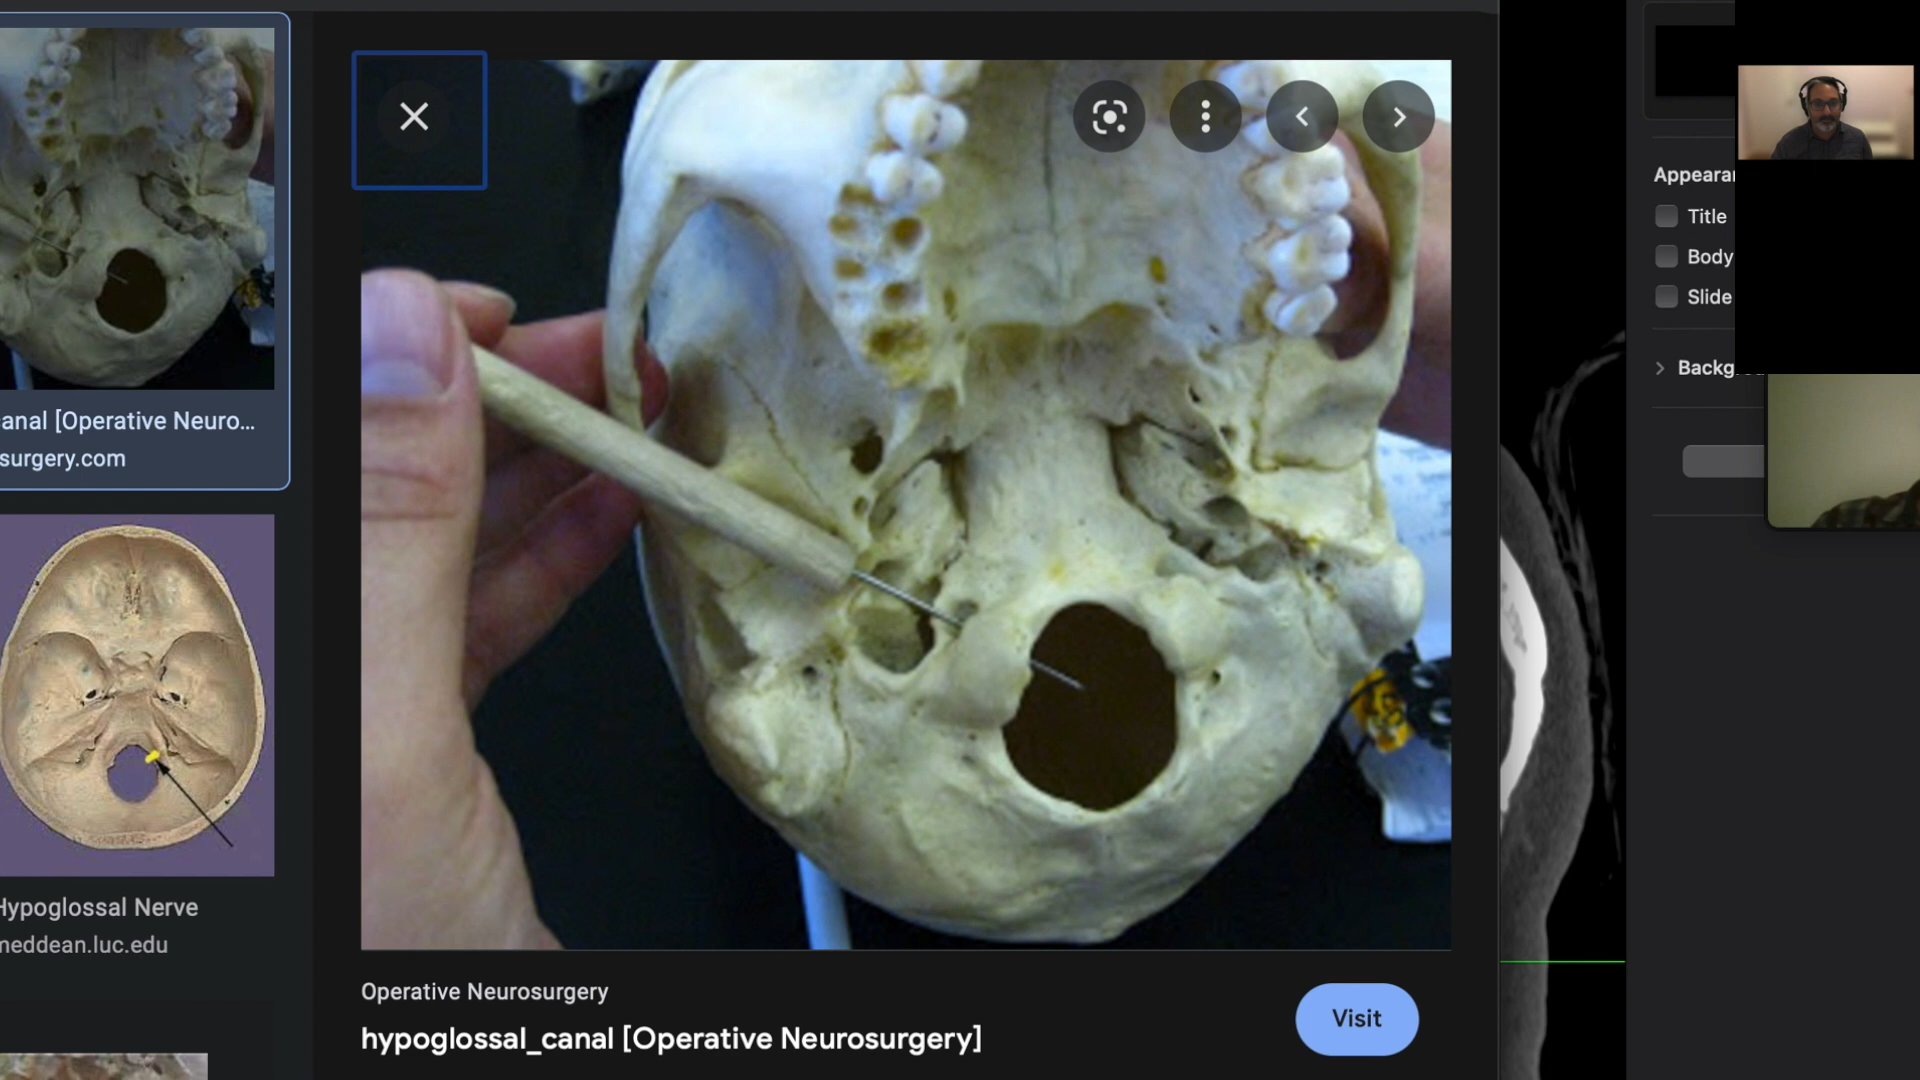 anal [Operative Neuro...
surgery.com
Hypoglossal Nerve
meddean.luc.edu
Operative Neurosurgery
hypoglossal_canal [Operative Neurosurgery]
Visit
Appeara
Title
Body
Slide
Backg